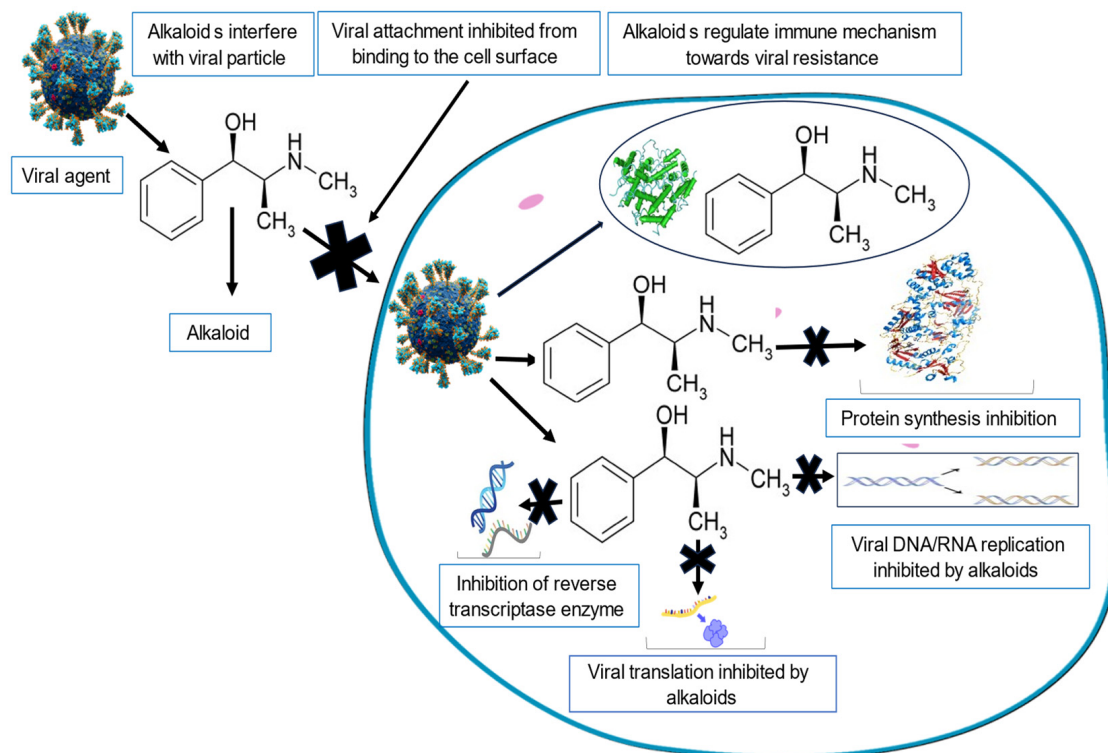 Alkaloid s interfere
with viral particle
Viral attachment inhibited from
binding to the cell surface
Alkaloid s regulate immune mechanism
towards viral resistance
Viral agent
OH
H
N
CH3
CH3
Alkaloid
OH
H
N
CH3
CH3
OH
H
N
CH3
CH3
Protein synthesis inhibition
OH
H
N
CH3
CH3
Inhibition of reverse
transcriptase enzyme
Viral DNA/RNA replication
inhibited by alkaloids
Viral translation inhibited by
alkaloids